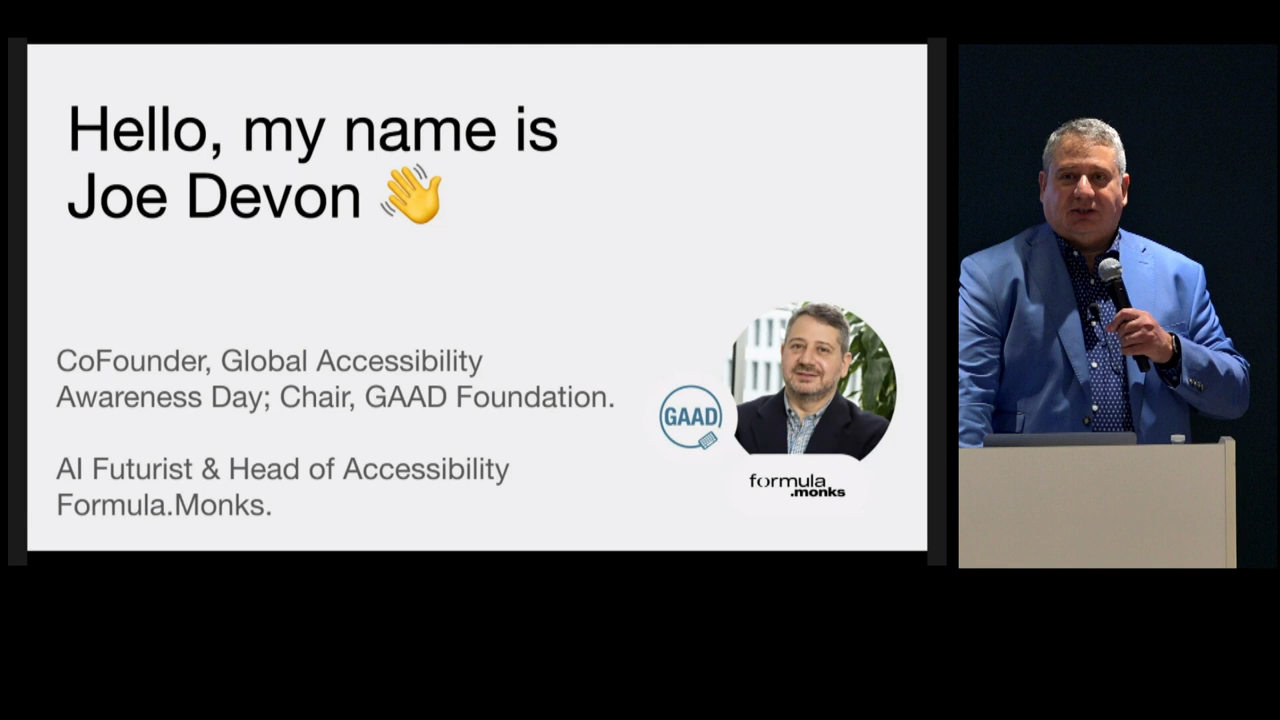 Hello, my name is
Joe Devon 👋
CoFounder, Global Accessibility
Awareness Day; Chair, GAAD Foundation.
AI Futurist & Head of Accessibility
Formula.Monks.
GAAD
formula
.monks